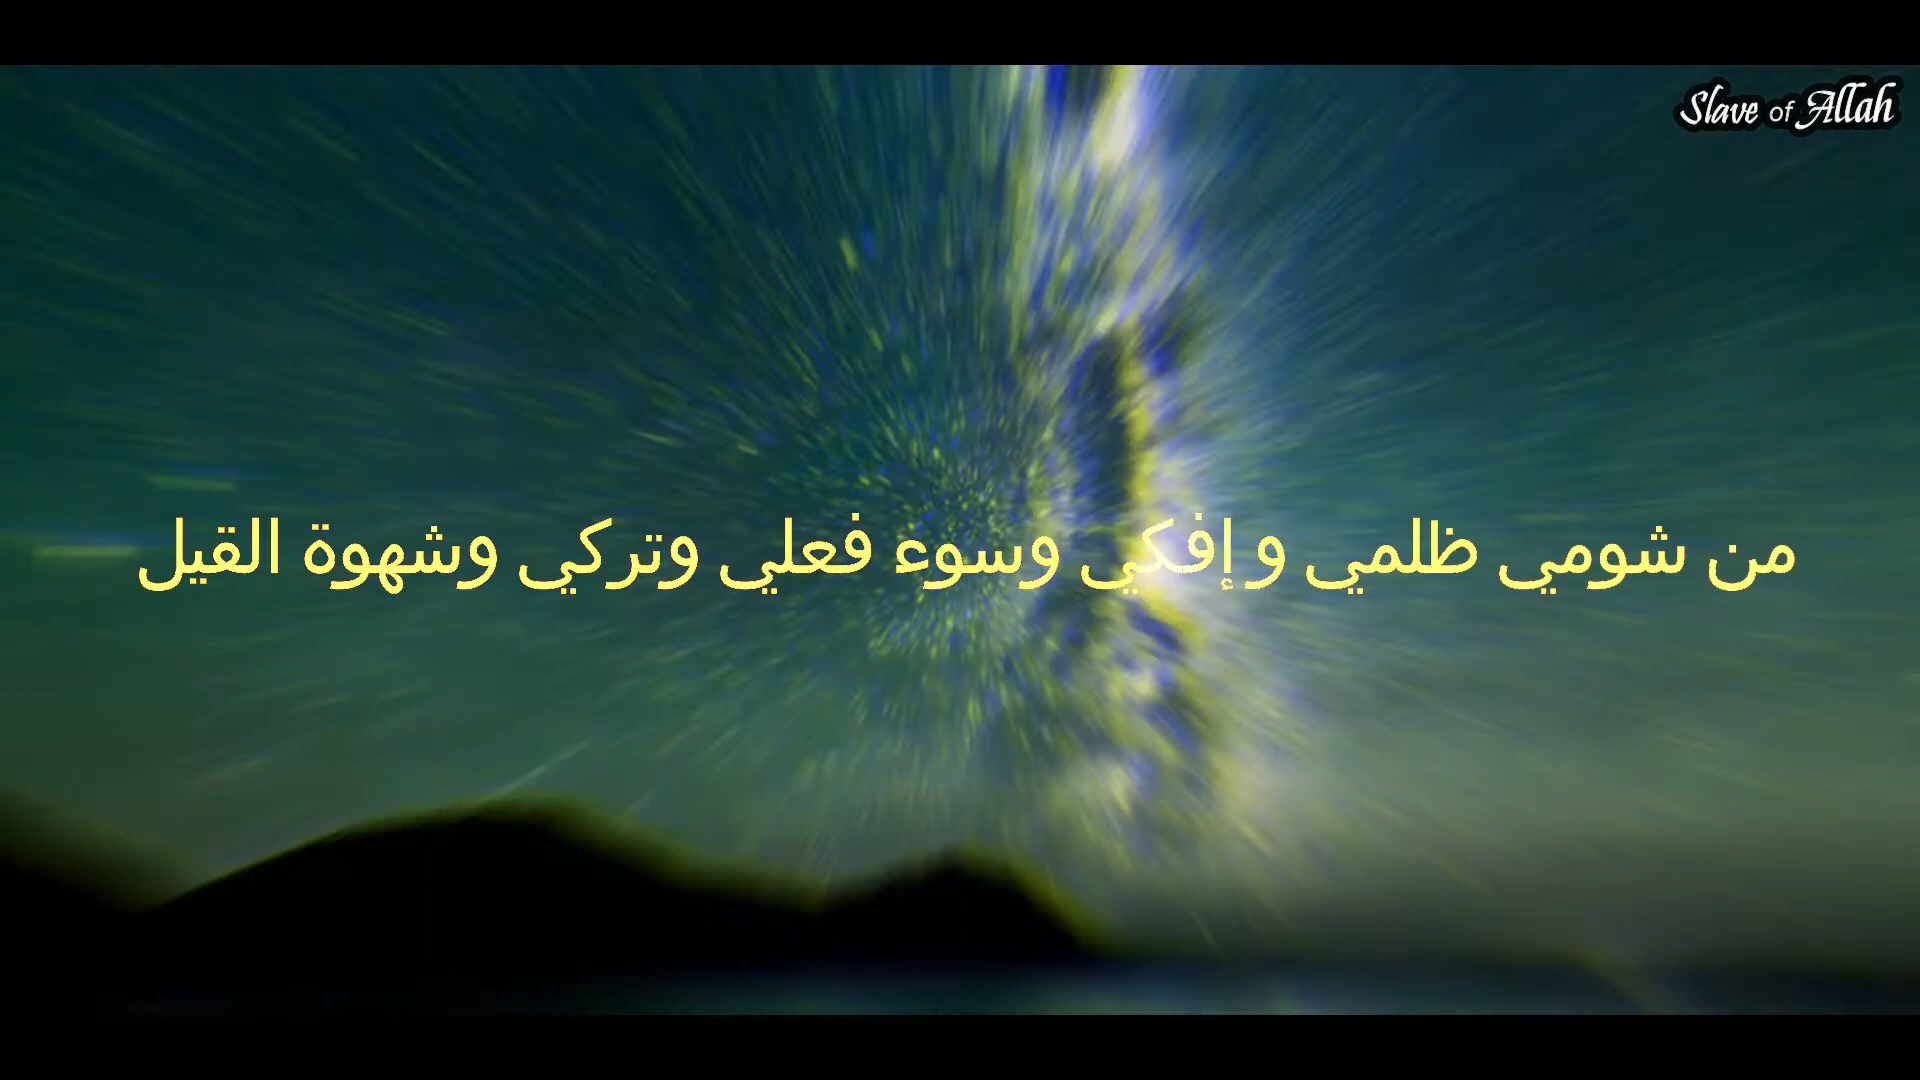 Slave of Allah
من شومي ظلمي و إفكي وسوء فعلي وتركي وشهوة القيل